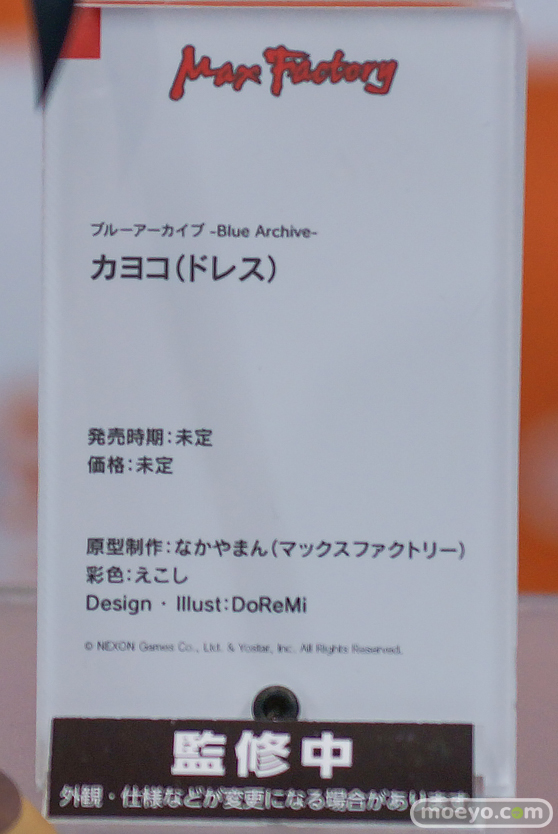 Max Factory
ブルーアーカイブ -Blue Archive-
カヨコ(ドレス)
発売時期:未定
価格:未定
原型制作:なかやまん(マックスファクトリー)
彩色:えこし
Design・Illust:DoReMi
© NEXON Games Co., Ltd. & Yostar, Inc. All Rights Reserved.
監修中
外観・仕様などが変更になる場合があります
moeyo.com